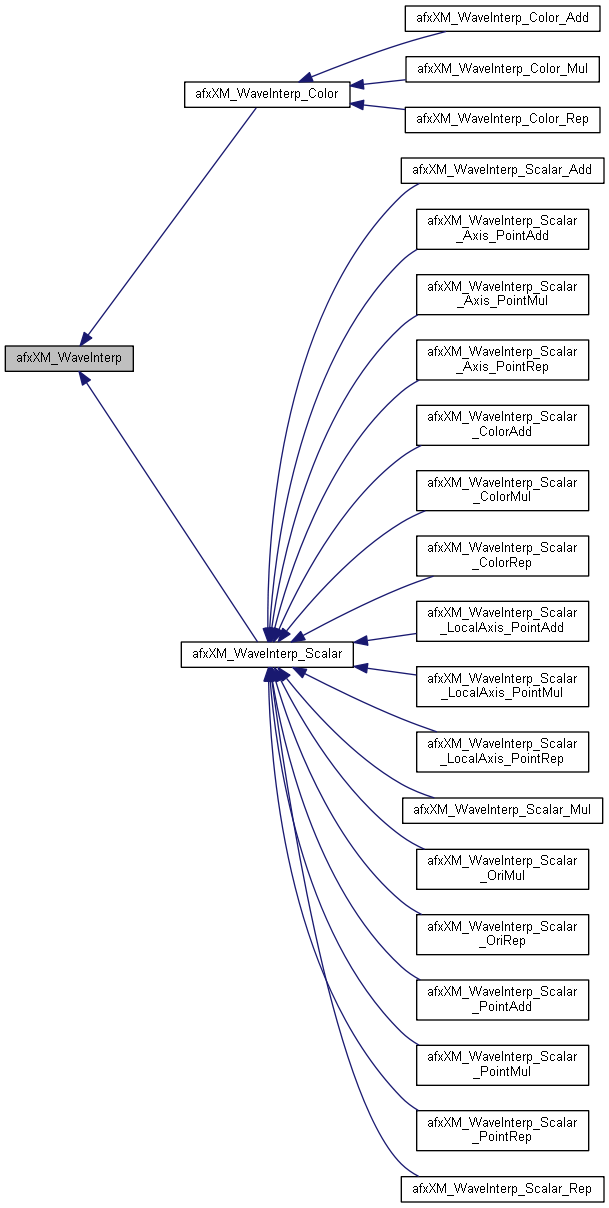 afxXM_WaveInterp_Color_Add
afxXM_WaveInterp_Color_Mul
afxXM_WaveInterp_Color
afxXM_WaveInterp_Color_Rep
afxXM_WaveInterp_Scalar_Add
afxXM_WaveInterp_Scalar
_Axis_PointAdd
afxXM_WaveInterp_Scalar
_Axis_PointMul
afxXM_WaveInterp
afxXM_WaveInterp_Scalar
_Axis_PointRep
afxXM_WaveInterp_Scalar
_ColorAdd
afxXM_WaveInterp_Scalar
_ColorMul
afxXM_WaveInterp_Scalar
_ColorRep
afxXM_WaveInterp_Scalar
_LocalAxis_PointAdd
afxXM_WaveInterp_Scalar
afxXM_WaveInterp_Scalar
_LocalAxis_PointMul
afxXM_WaveInterp_Scalar
_LocalAxis_PointRep
afxXM_WaveInterp_Scalar_Mul
afxXM_WaveInterp_Scalar
_OriMul
afxXM_WaveInterp_Scalar
_OriRep
afxXM_WaveInterp_Scalar
_PointAdd
afxXM_WaveInterp_Scalar
_PointMul
afxXM_WaveInterp_Scalar
_PointRep
afxXM_WaveInterp_Scalar_Rep